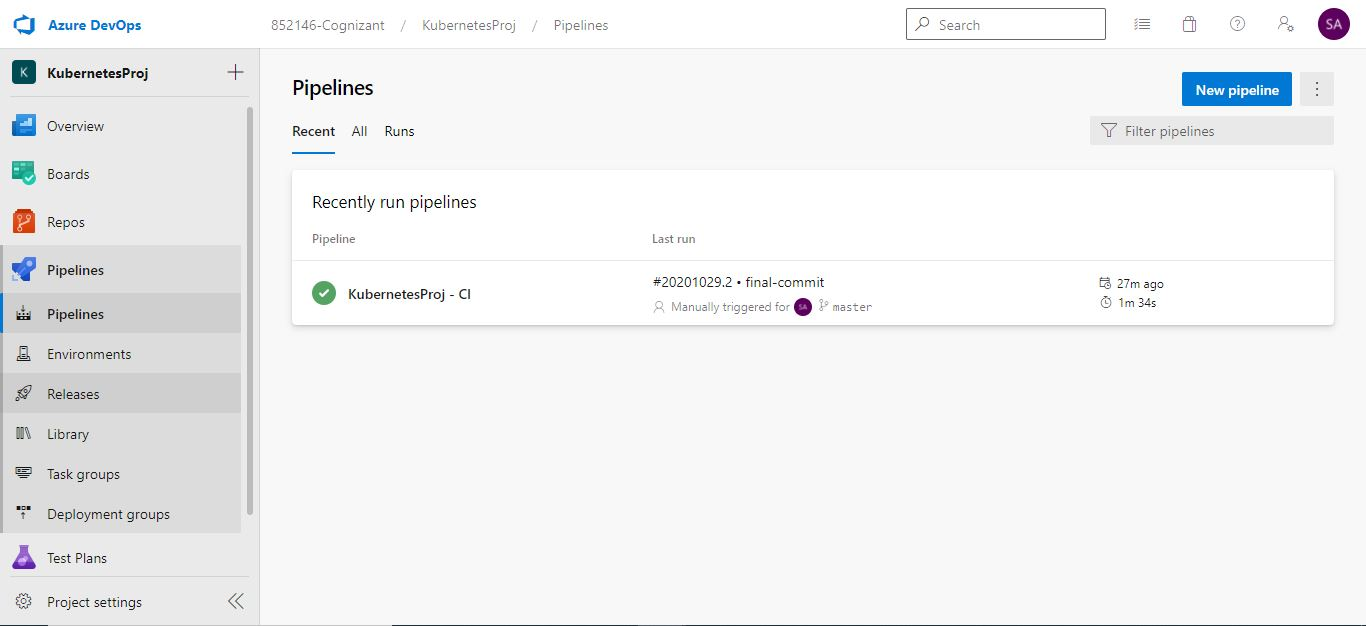 Azure DevOps
852146-Cognizant / KubernetesProj / Pipelines
Search
SA
K KubernetesProj
Overview
Boards
Repos
Pipelines
Pipelines
Environments
Releases
Library
Task groups
Deployment groups
Test Plans
Project settings
Pipelines
New pipeline
Recent All Runs
Filter pipelines
Recently run pipelines
Pipeline Last run
KubernetesProj - CI
#20201029.2 • final-commit
Manually triggered for SA master
27m ago
1m 34s